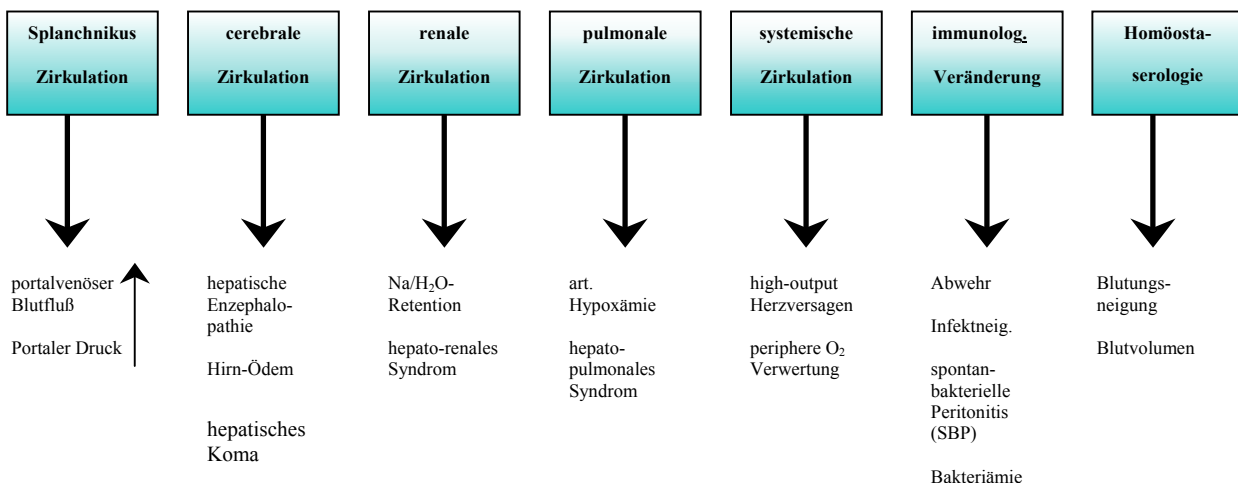 Splanchnikus
Zirkulation
cerebrale
Zirkulation
renale
Zirkulation
pulmonale
Zirkulation
systemische
Zirkulation
immunolog.
Veränderung
Homöosta-
serologie
portalvenöser
Blutfluß
Portaler Druck
hepatische
Enzephalo-
pathie
Hirn-Ödem
hepatisches
Koma
Na/H₂O-
Retention
hepato-renales
Syndrom
art.
Hypoxämie
hepato-
pulmonales
Syndrom
high-output
Herzversagen
periphere O₂
Verwertung
Abwehr
Infektneig.
spontan-
bakterielle
Peritonitis
(SBP)
Bakteriämie
Blutungs-
neigung
Blutvolumen